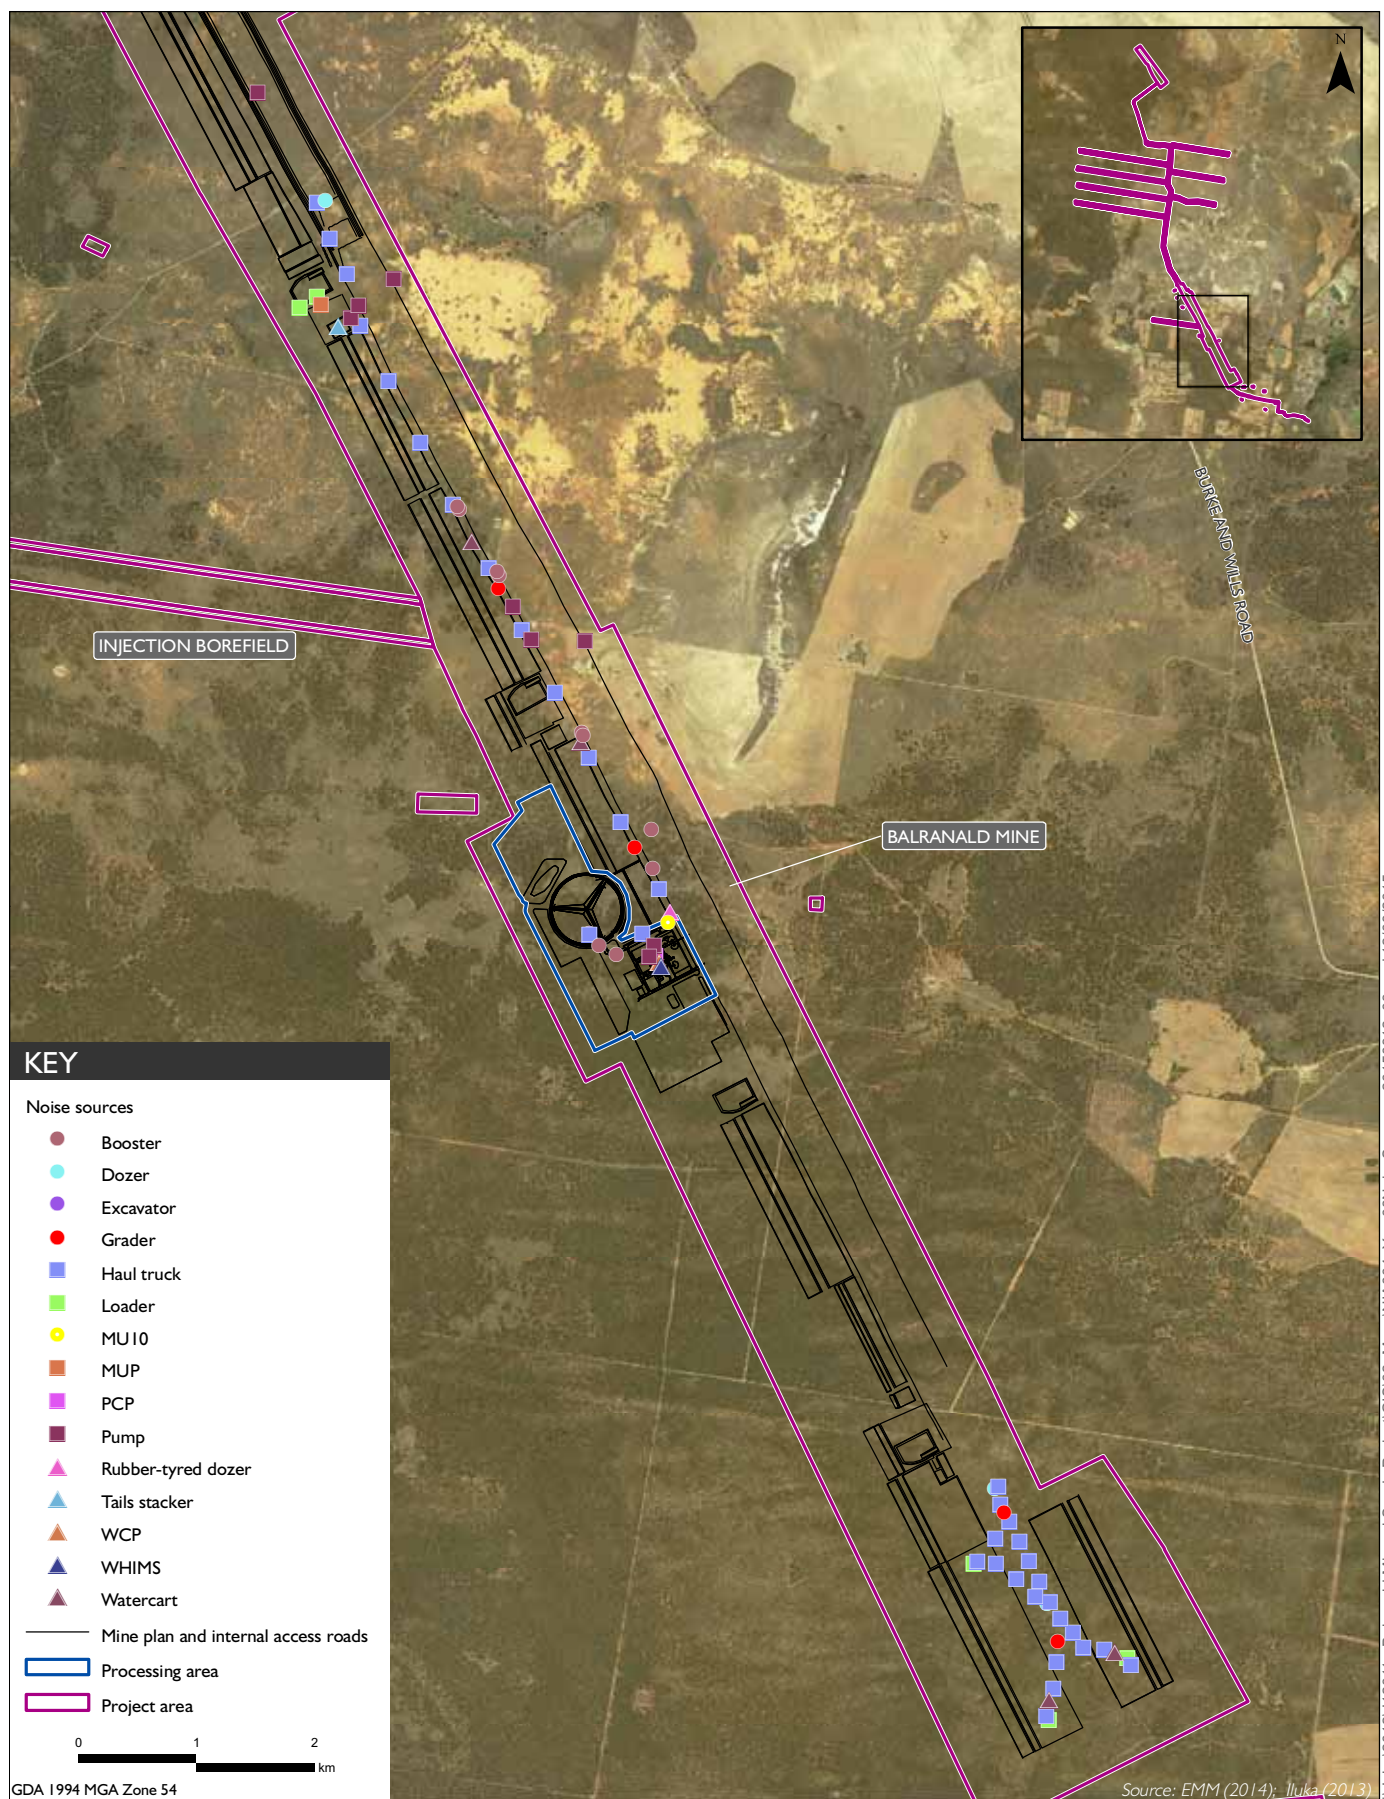 N
BURKE AND WILLS ROAD
INJECTION BOREFIELD
BALRANALD MINE
KEY
Noise sources
Booster
Dozer
Excavator
Grader
Haul truck
Loader
MU10
MUP
PCP
Pump
Rubber-tyred dozer
Tails stacker
WCP
WHIMS
Watercart
Mine plan and internal access roads
Processing area
Project area
0 1 2
km
GDA 1994 MGA Zone 54
Source: EMM (2014); Iluka (2013)